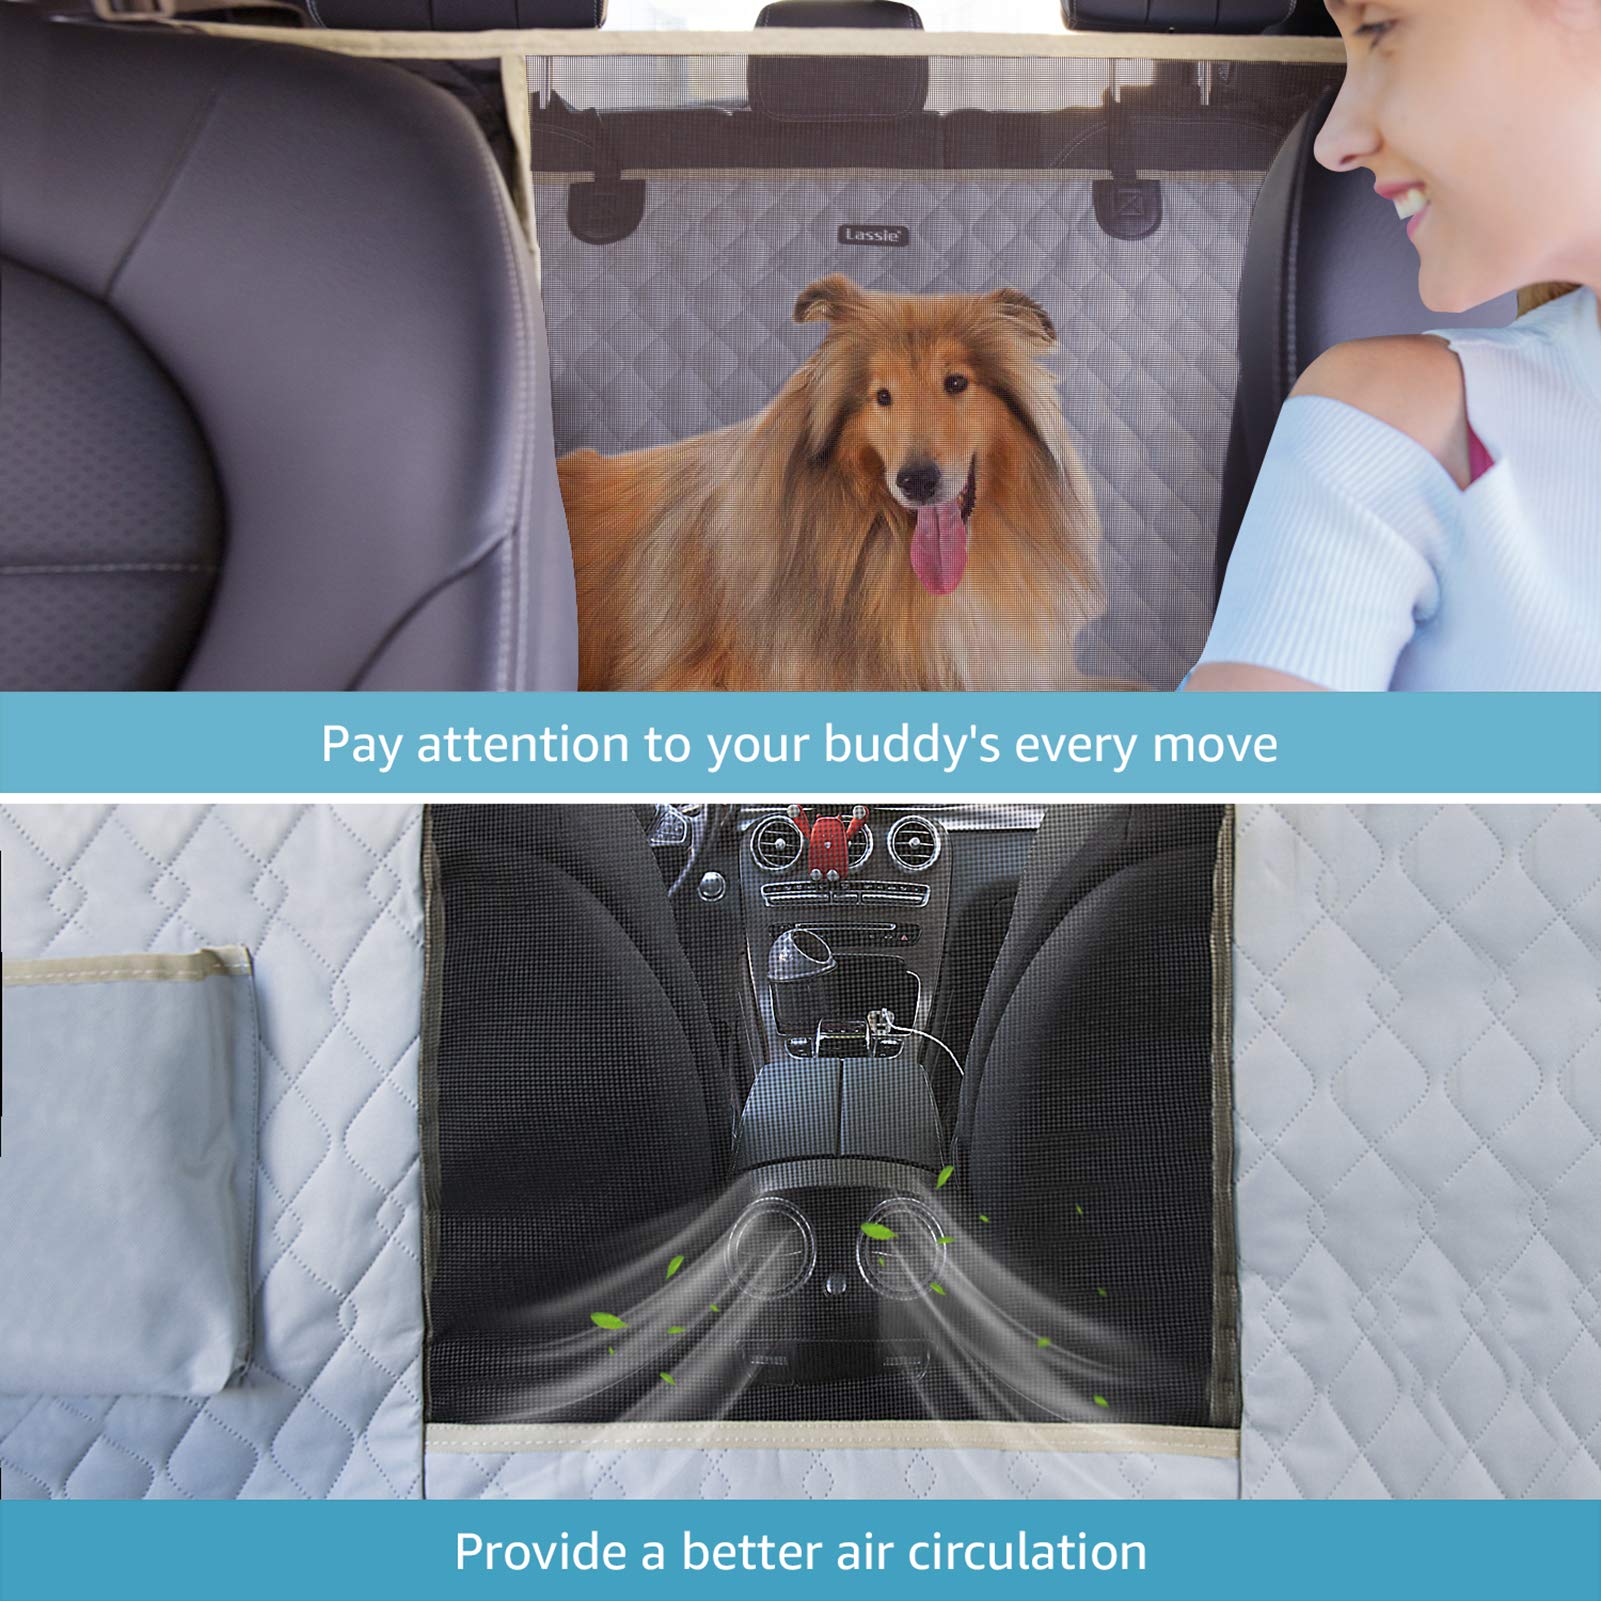 Lassie®
Pay attention to your buddy's every move
Provide a better air circulation